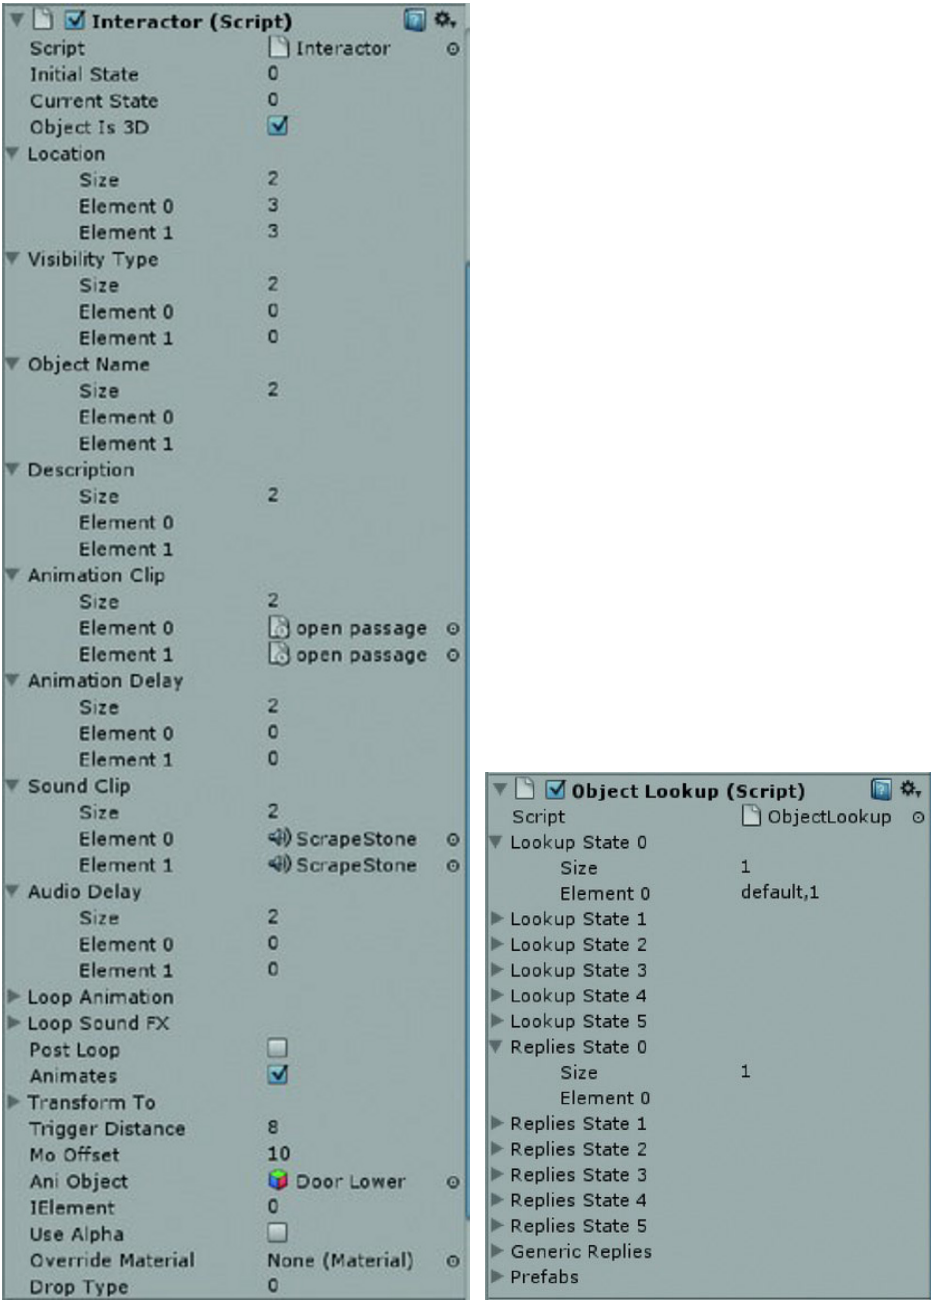 Interactor (Script)
Script Interactor
Initial State 0
Current State 0
Object Is 3D
Location
Size 2
Element 0 3
Element 1 3
Visibility Type
Size 2
Element 0 0
Element 1 0
Object Name
Size 2
Element 0
Element 1
Description
Size 2
Element 0
Element 1
Animation Clip
Size 2
Element 0 open passage
Element 1 open passage
Animation Delay
Size 2
Element 0 0
Element 1 0
Sound Clip
Size 2
Element 0 ScrapeStone
Element 1 ScrapeStone
Audio Delay
Size 2
Element 0 0
Element 1 0
Loop Animation
Loop Sound FX
Post Loop
Animates
Transform To
Trigger Distance 8
Mo Offset 10
Ani Object Door Lower
IElement 0
Use Alpha
Override Material None (Material)
Drop Type 0
Object Lookup (Script)
Script ObjectLookup
Lookup State 0
Size 1
Element 0 default,1
Lookup State 1
Lookup State 2
Lookup State 3
Lookup State 4
Lookup State 5
Replies State 0
Size 1
Element 0
Replies State 1
Replies State 2
Replies State 3
Replies State 4
Replies State 5
Generic Replies
Prefabs